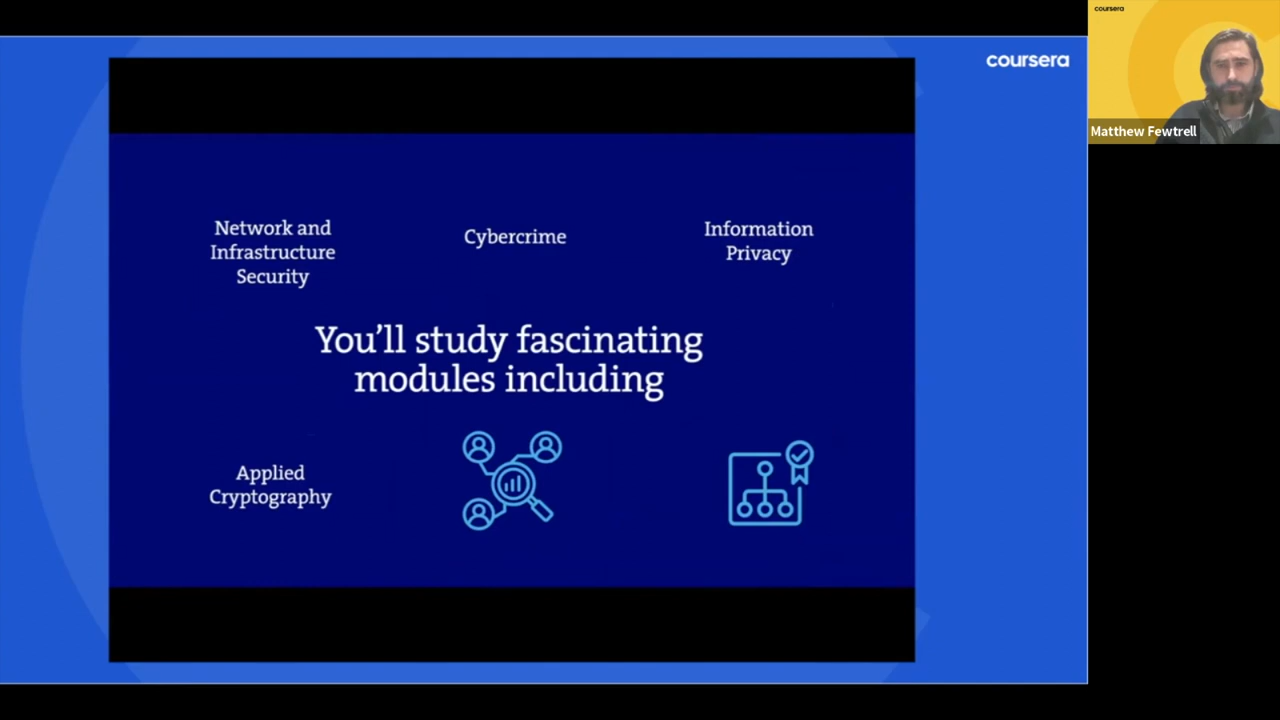 coursera
coursera
Matthew Fewtrell
Network and
Infrastructure
Security
Cybercrime
Information
Privacy
You'll study fascinating
modules including
Applied
Cryptography